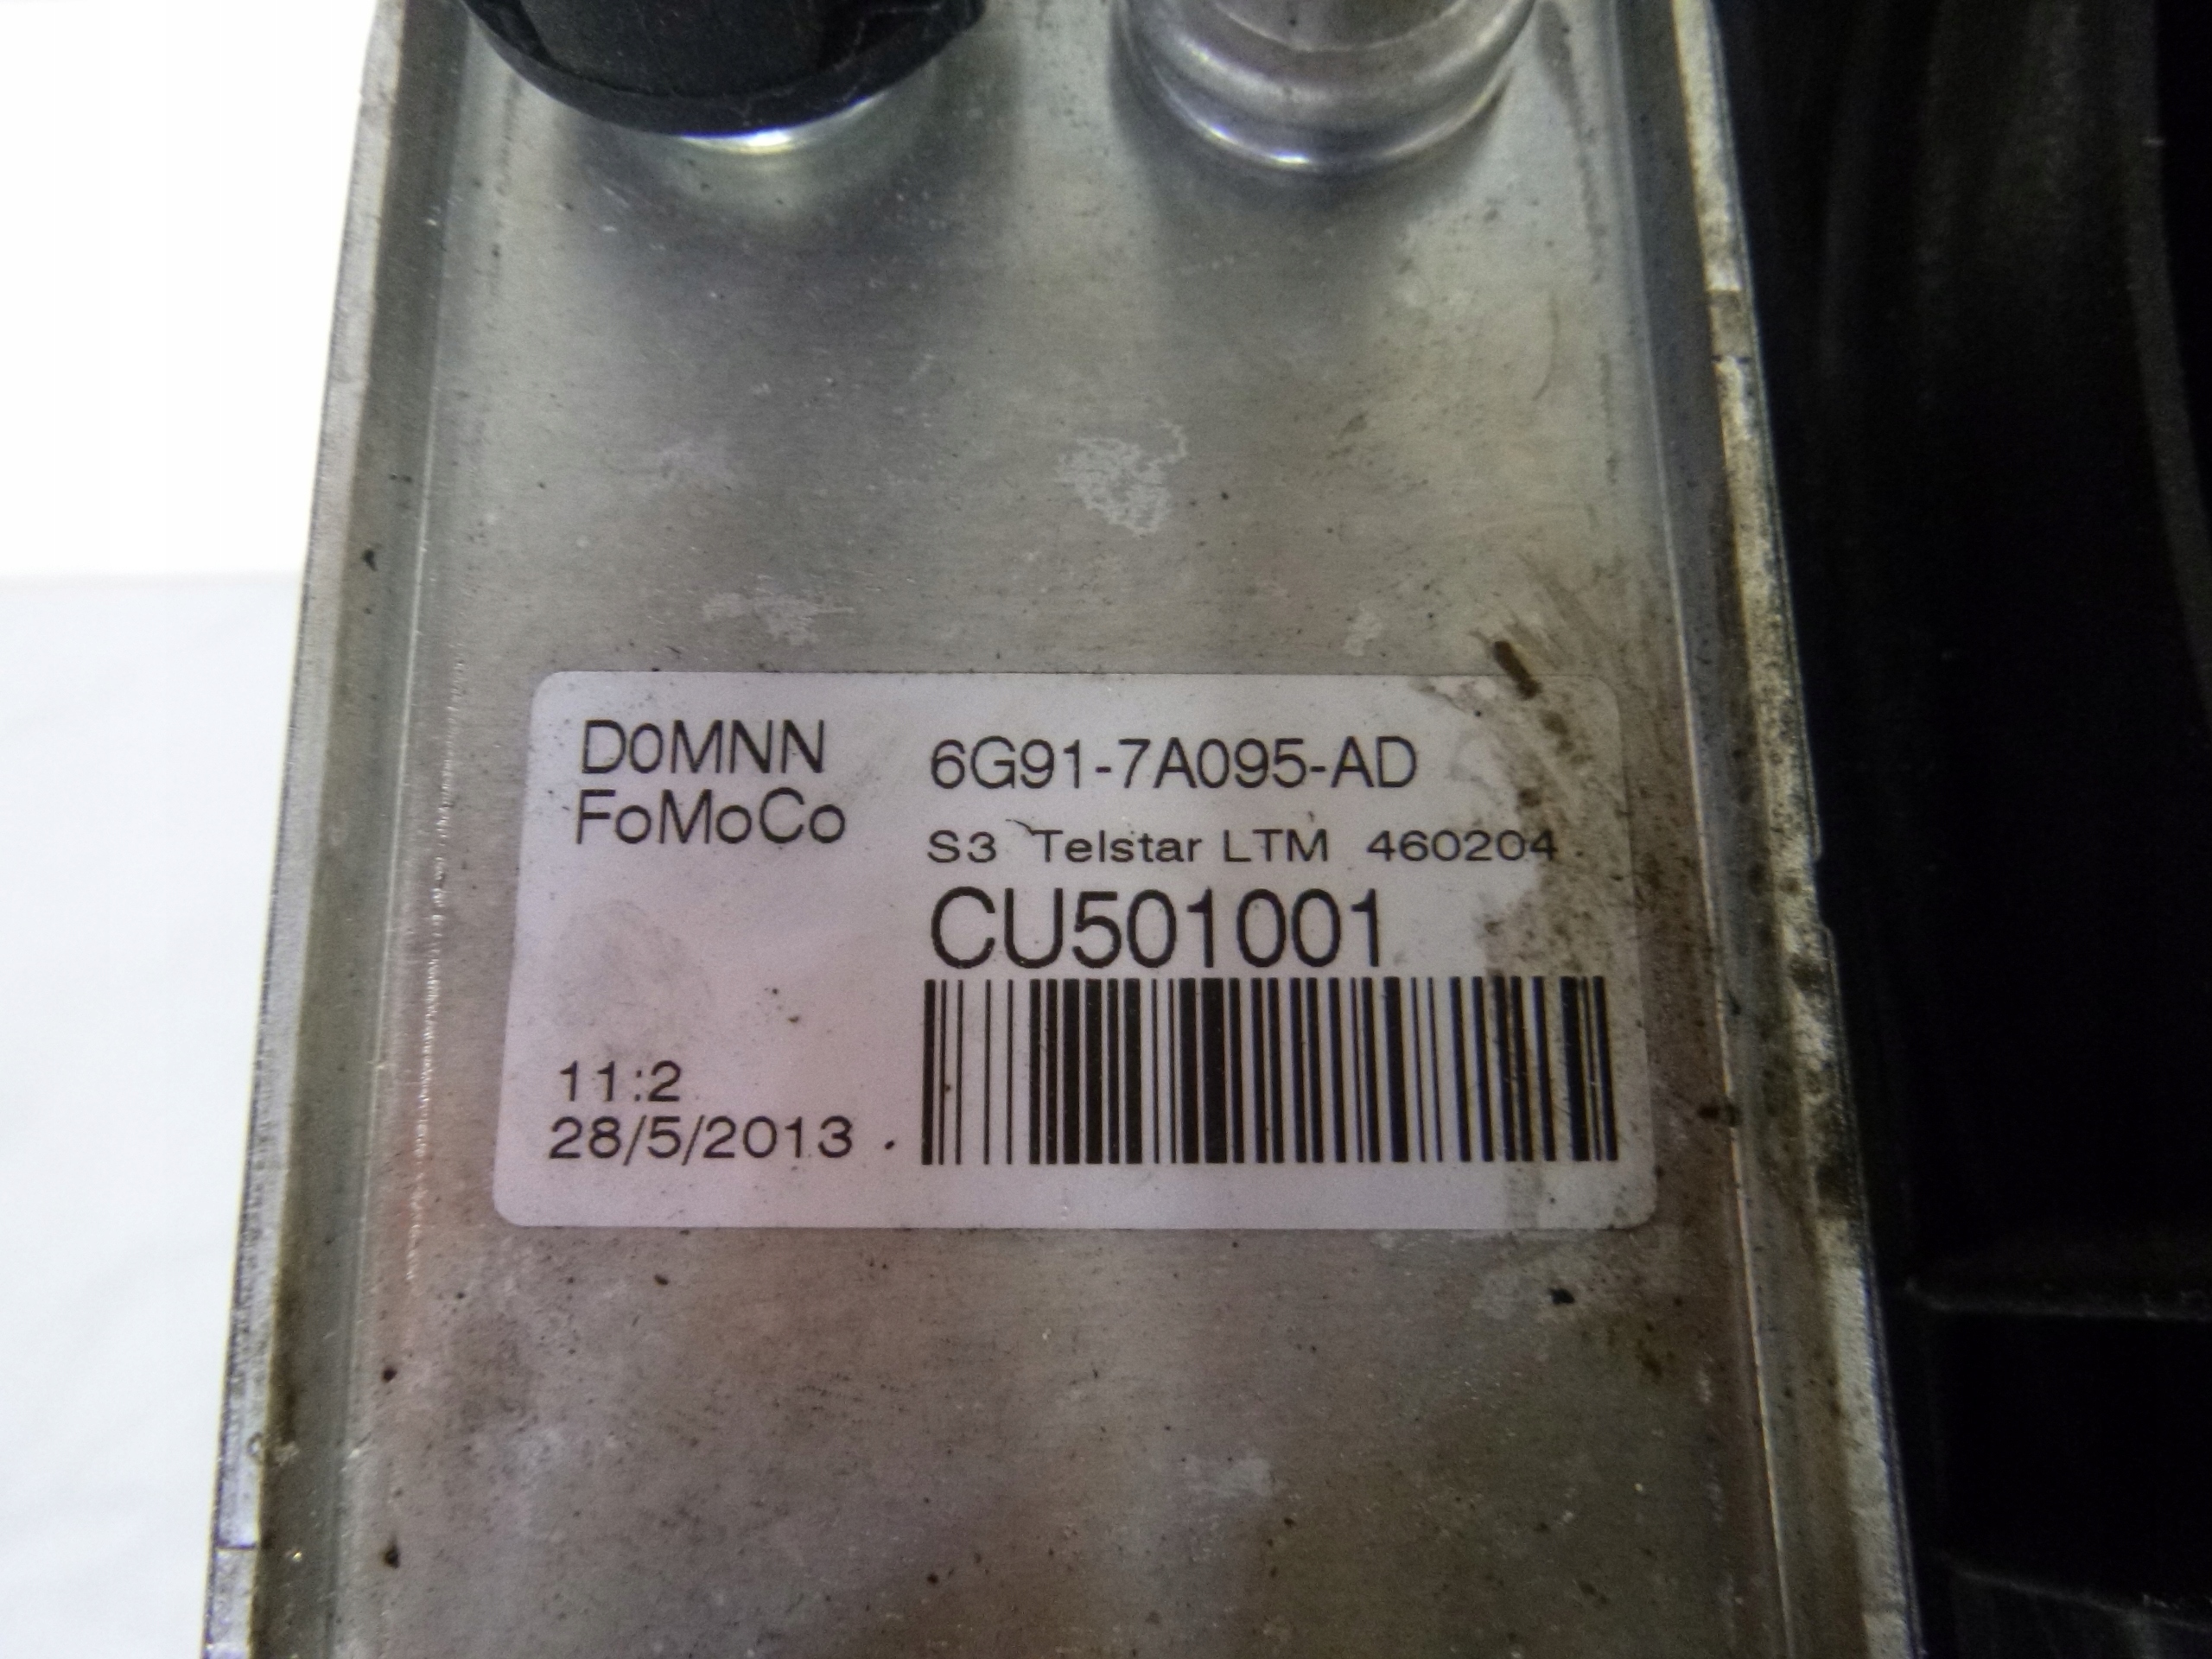 D0MNN
FoMoCo
6G91-7A095-AD
S3 Telstar LTM 460204
CU501001
11:2
28/5/2013